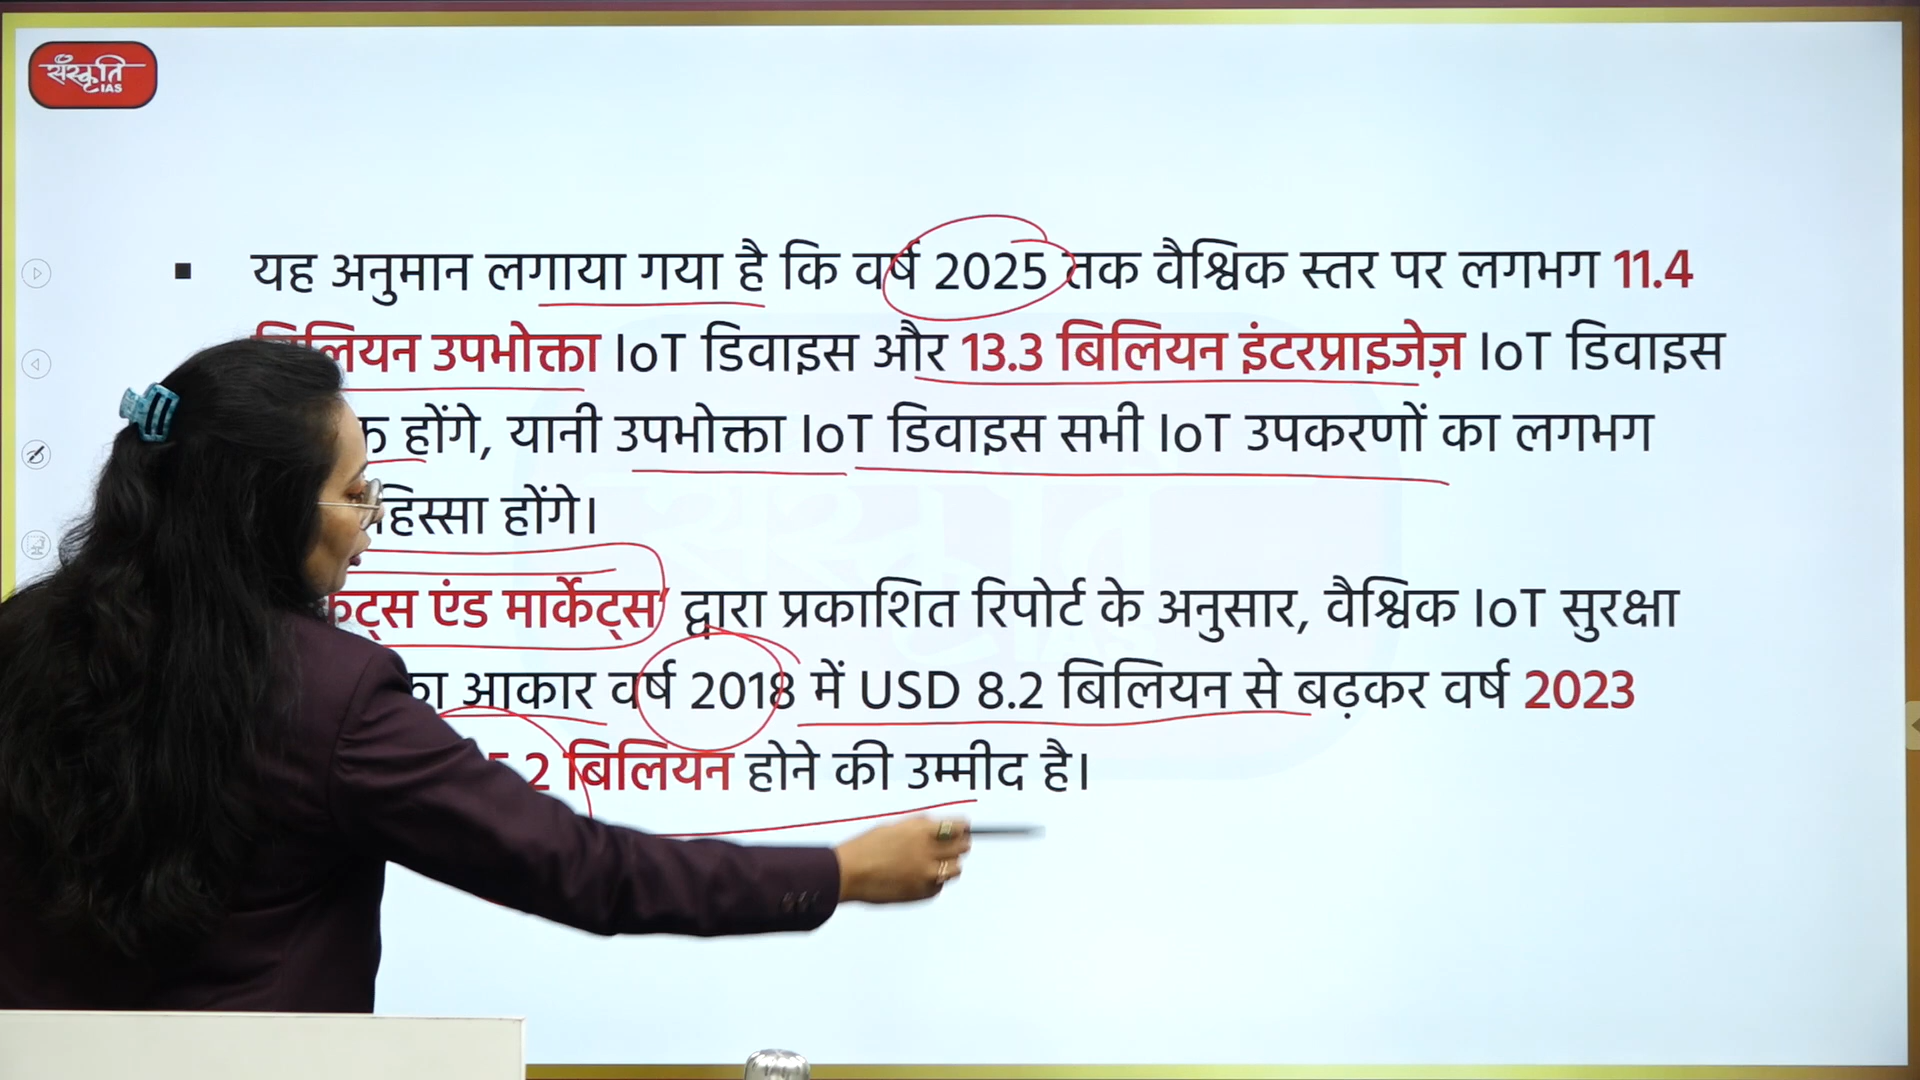 संस्कृति
IAS
▪ यह अनुमान लगाया गया है कि वर्ष 2025 तक वैश्विक स्तर पर लगभग 11.4
बिलियन उपभोक्ता IoT डिवाइस और 13.3 बिलियन इंटरप्राइजेज़ IoT डिवाइस
होंगे, यानी उपभोक्ता IoT डिवाइस सभी IoT उपकरणों का लगभग
हिस्सा होंगे।
एंड मार्केट्स' द्वारा प्रकाशित रिपोर्ट के अनुसार, वैश्विक IoT सुरक्षा
का आकार वर्ष 2018 में USD 8.2 बिलियन से बढ़कर वर्ष 2023
5.2 बिलियन होने की उम्मीद है।